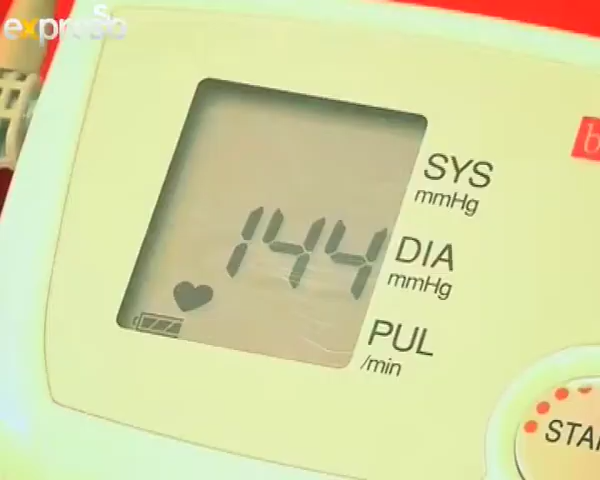 expresso
SYS
mmHg
144
DIA
mmHg
PUL
/min
b
STA